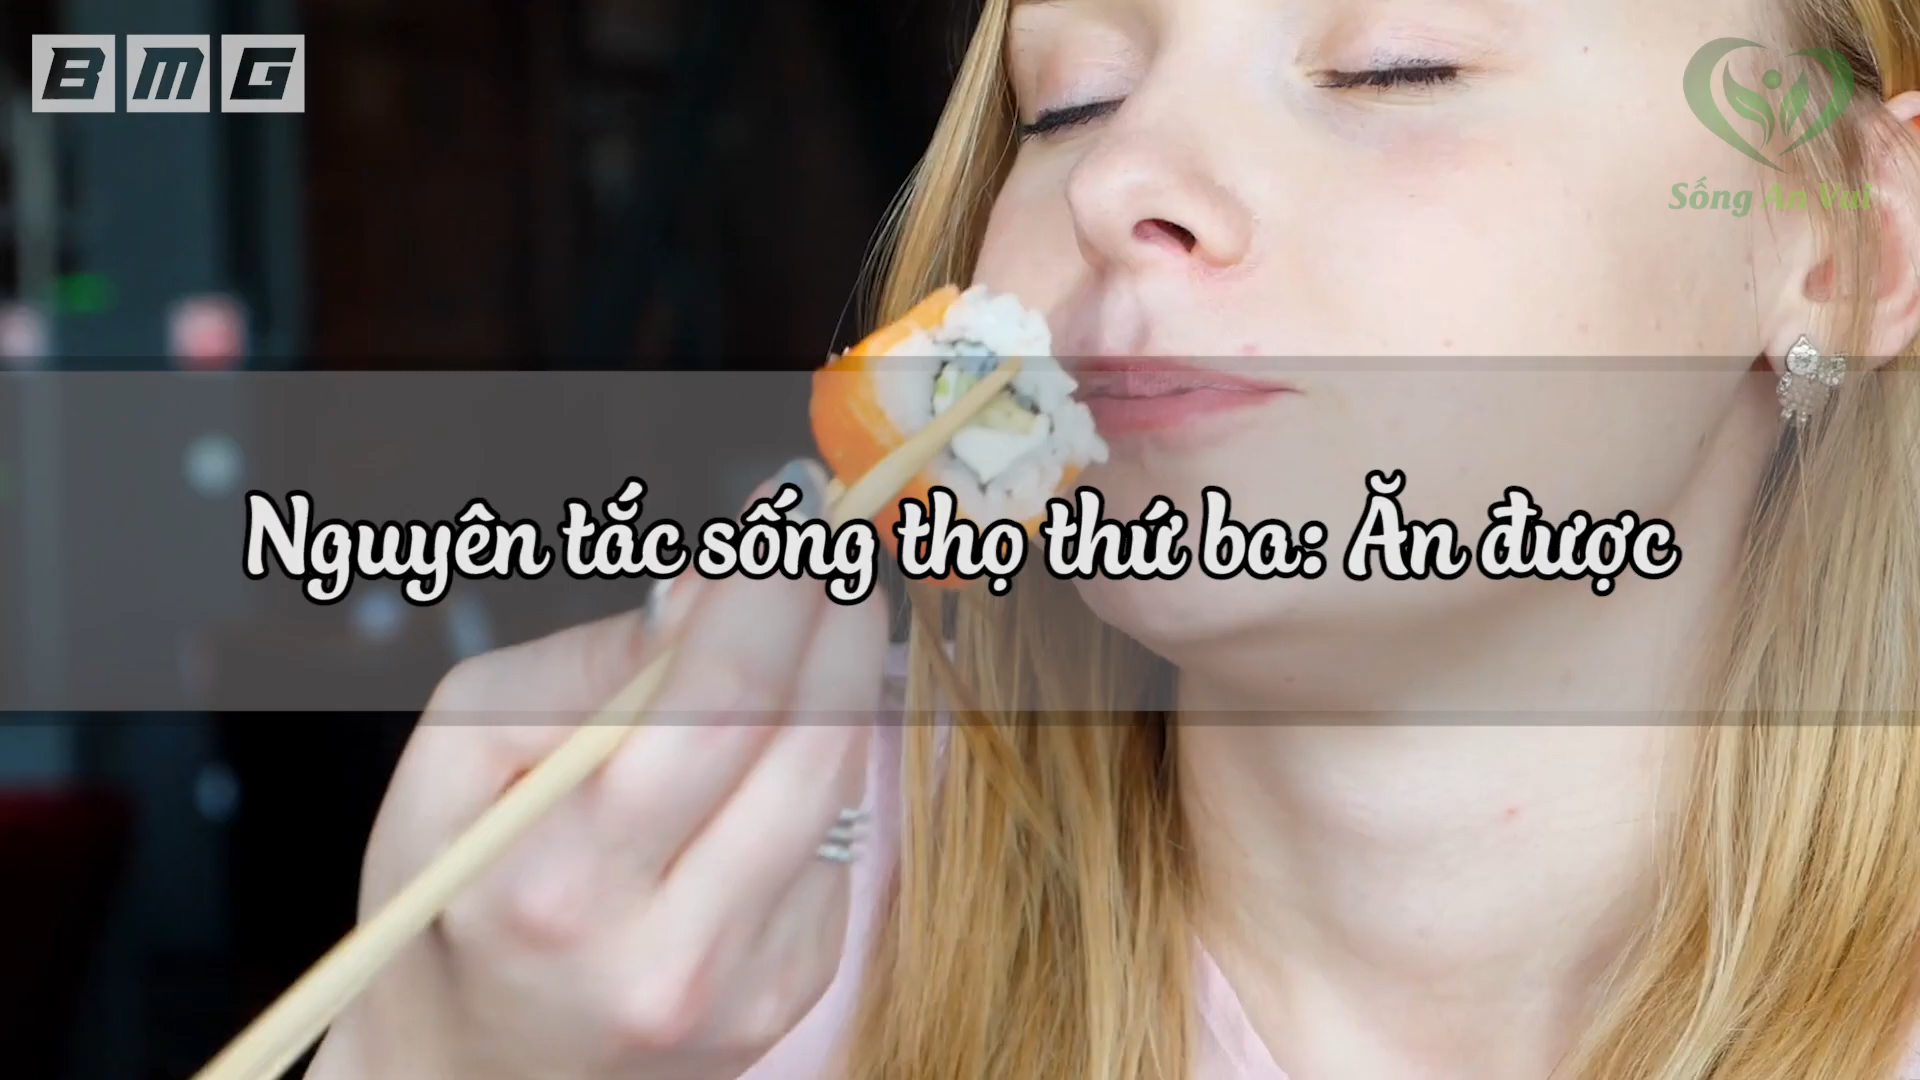 BMG
Sống An Vui
Nguyên tắc sống thọ thứ ba: Ăn được